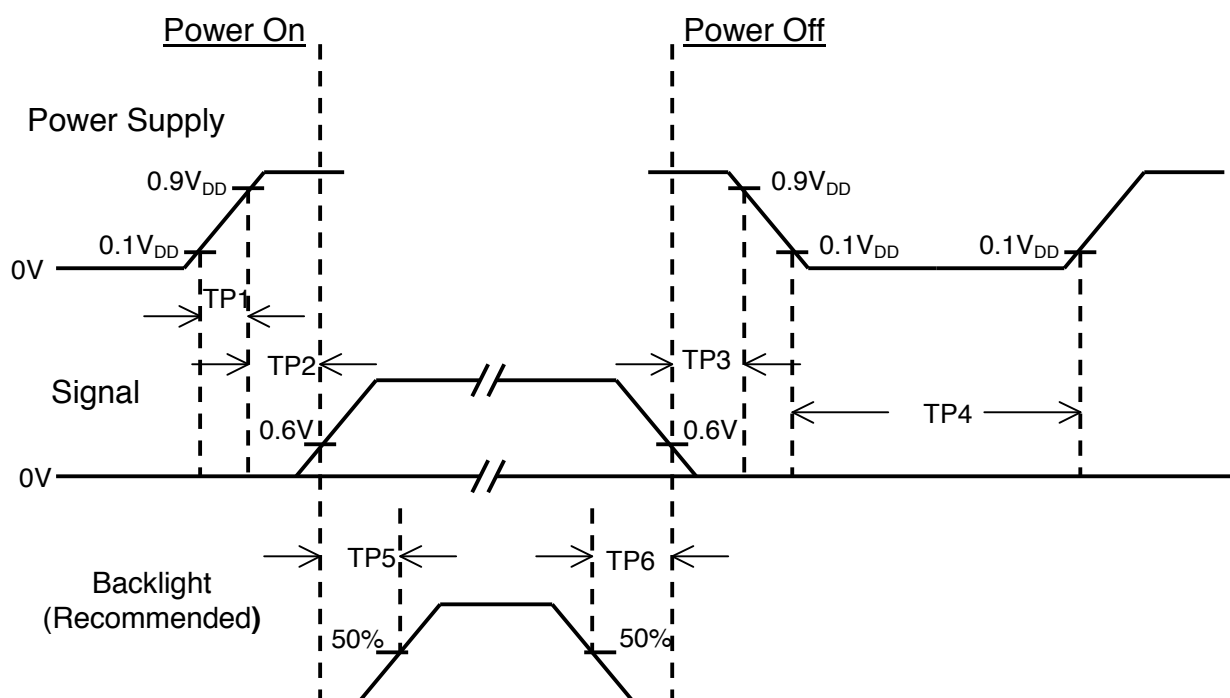 Power On
Power Off
Power Supply
0.9VDD
0.9VDD
0.1VDD
0.1VDD
0.1VDD
0V
TP1
TP2
TP3
Signal
TP4
0.6V
0.6V
0V
TP5
TP6
Backlight
(Recommended)
50%
50%